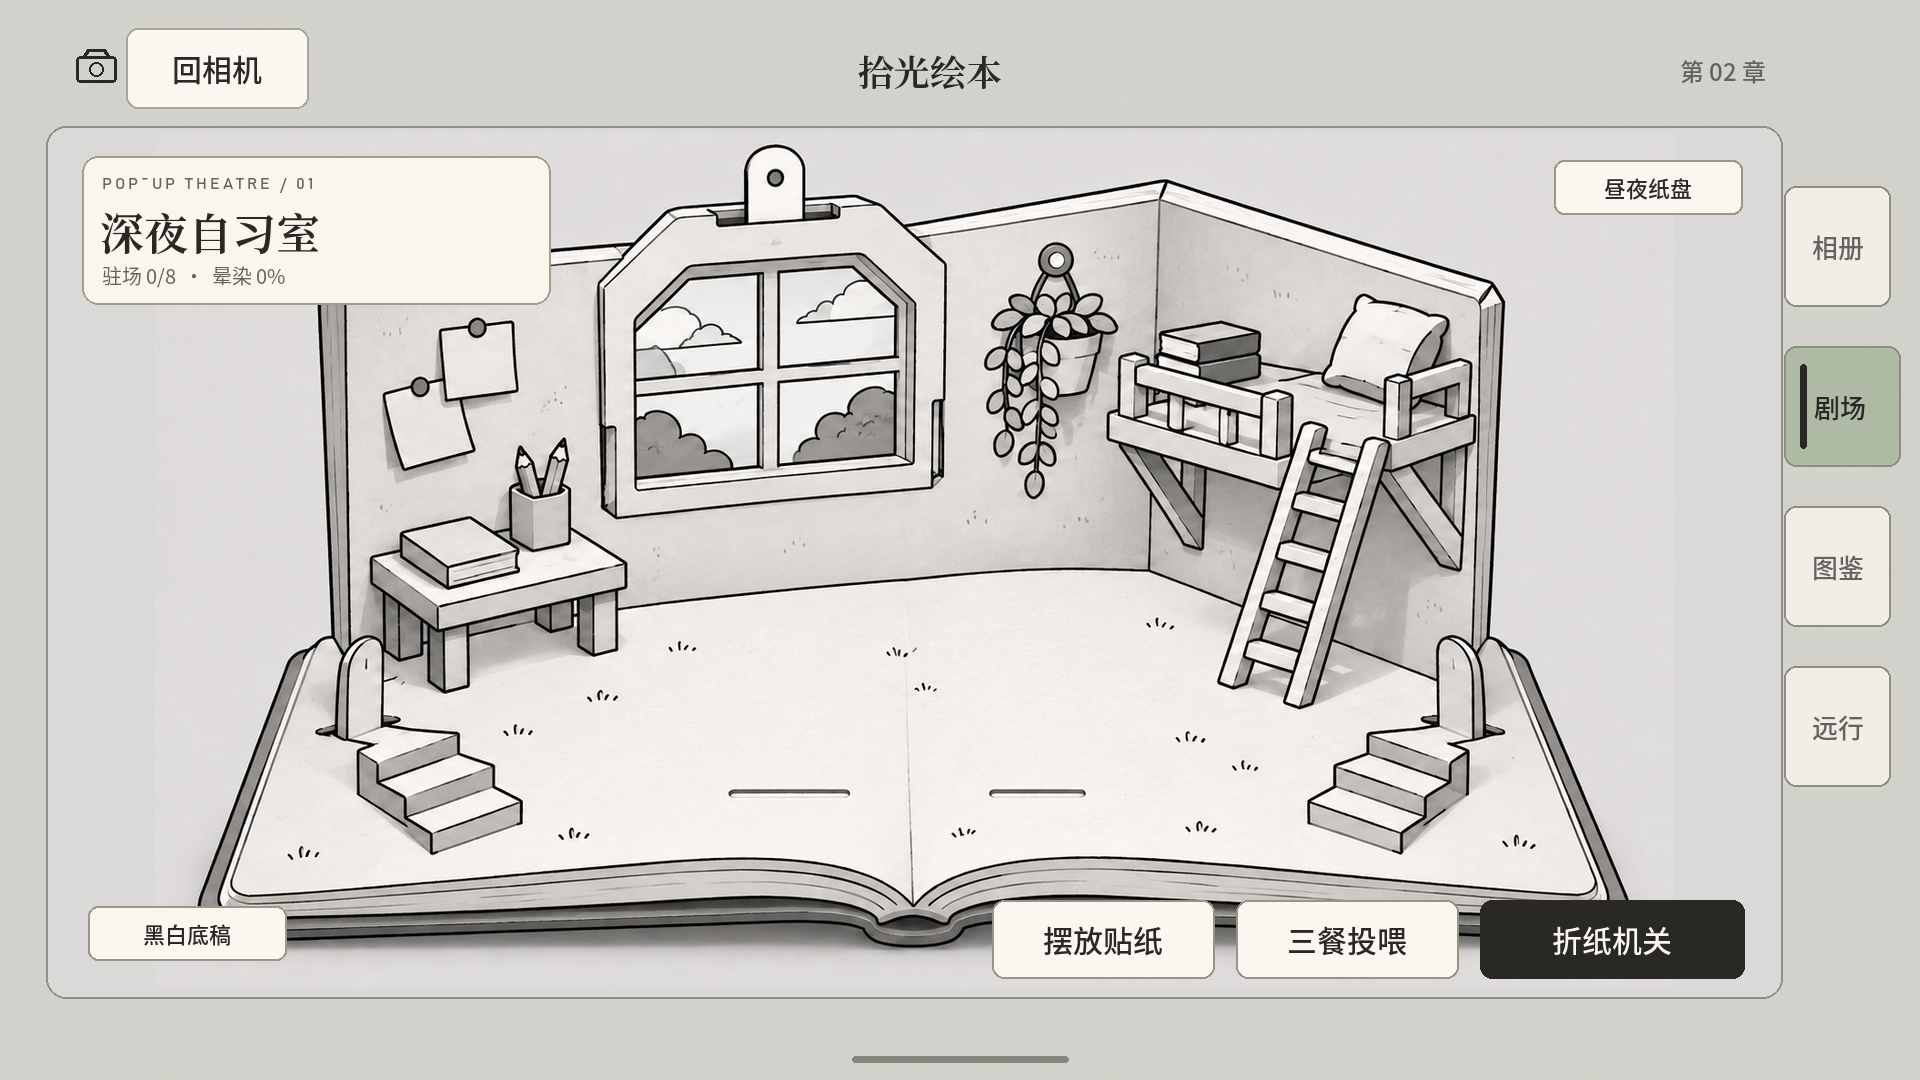 回相机
拾光绘本
第 02 章
POP-UP THEATRE / 01
深夜自习室
驻场 0/8 · 晕染 0%
昼夜纸盘
相册
剧场
图鉴
远行
黑白底稿
摆放贴纸
三餐投喂
折纸机关